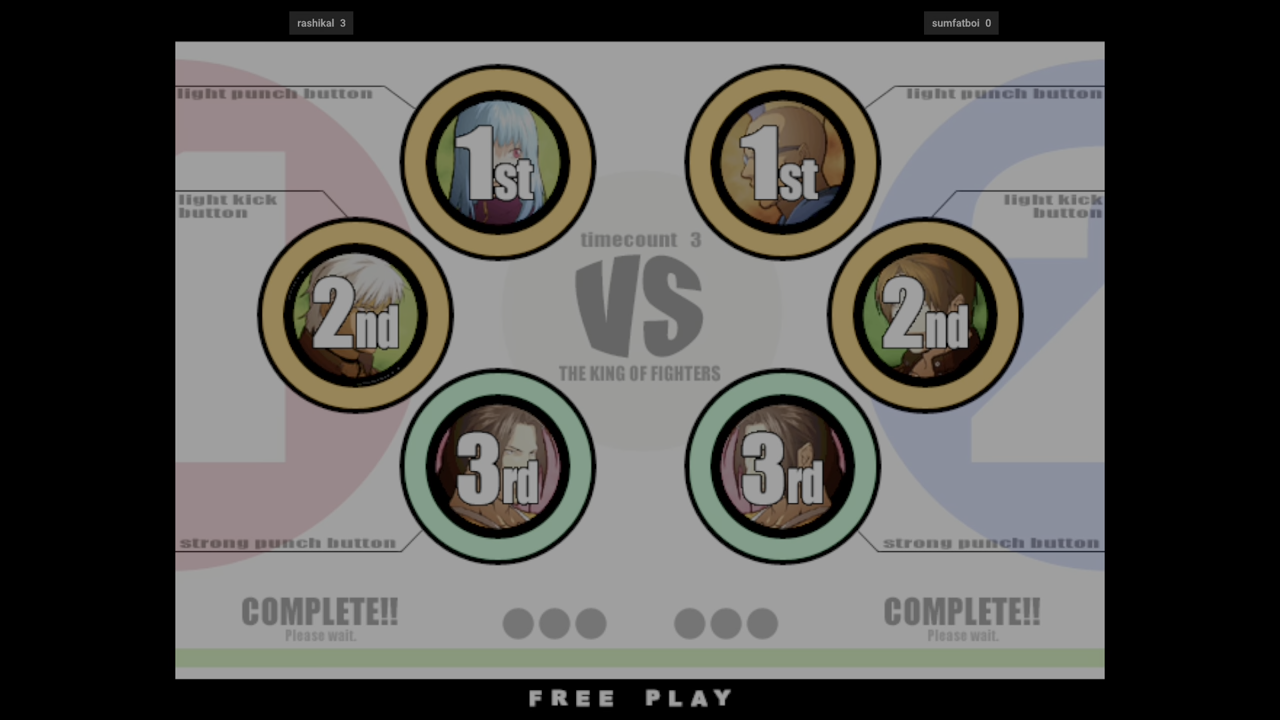 rashikal 3
sumfatboi 0
light punch button
light punch button
1st
1st
light kick
button
light kick
button
timecount 3
VS
THE KING OF FIGHTERS
2nd
2nd
3rd
3rd
strong punch button
strong punch button
COMPLETE!!
Please wait.
COMPLETE!!
Please wait.
FREE PLAY
1
2